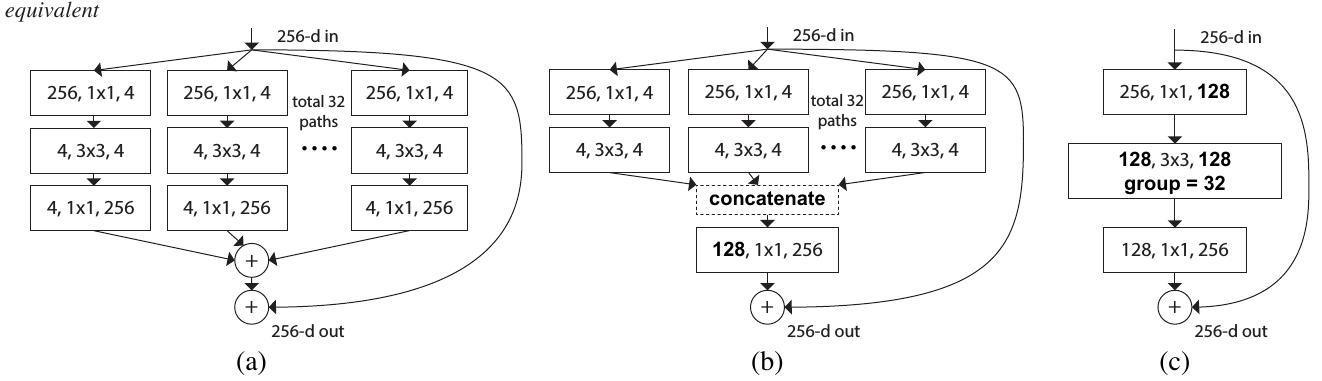 equivalent
256-d in
256, 1x1, 4
256, 1x1, 4
total 32
paths
256, 1x1, 4
4, 3x3, 4
4, 3x3, 4
....
4, 3x3, 4
4, 1x1, 256
4, 1x1, 256
4, 1x1, 256
+
+
256-d out
(a)
256-d in
256, 1x1, 4
256, 1x1, 4
total 32
paths
256, 1x1, 4
4, 3x3, 4
4, 3x3, 4
....
4, 3x3, 4
concatenate
128, 1x1, 256
+
256-d out
(b)
256-d in
256, 1x1, 128
128, 3x3, 128
group = 32
128, 1x1, 256
+
256-d out
(c)